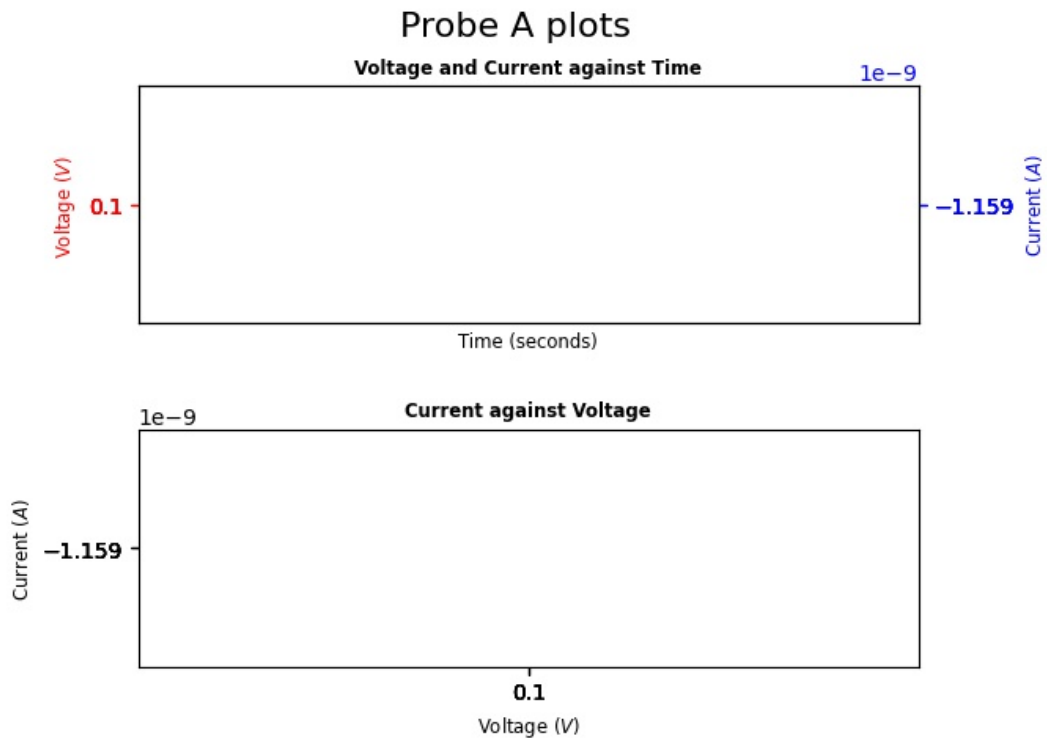 Probe A plots
Voltage and Current against Time
1e−9
Voltage (V)
0.1
−1.159
Current (A)
Time (seconds)
Current against Voltage
1e−9
Current (A)
−1.159
0.1
Voltage (V)